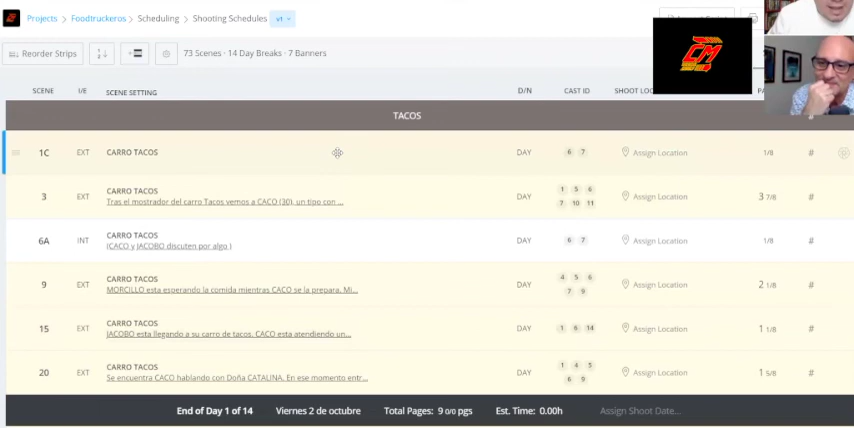 Projects > Foodtruckeros > Scheduling > Shooting Schedules v1
Reorder Strips 73 Scenes · 14 Day Breaks · 7 Banners
CM
SCENE I/E SCENE SETTING D/N CAST ID
TACOS
1C EXT CARRO TACOS DAY 6 7 Assign Location 1/8 #
CARRO TACOS
3 EXT Tras el mostrador del carro Tacos vemos a CACO (30), un tipo con ... DAY 1 5 6 7 10 11 Assign Location 3 7/8 #
CARRO TACOS
6A INT (CACO y JACOBO discuten por algo ) DAY 6 7 Assign Location 1/8 #
CARRO TACOS
9 EXT MORCILLO esta esperando la comida mientras CACO se la prepara. Mi... DAY 4 5 6 7 9 Assign Location 2 1/8 #
CARRO TACOS
15 EXT JACOBO esta llegando a su carro de tacos. CACO esta atendiendo un... DAY 1 6 14 Assign Location 1 1/8 #
CARRO TACOS
20 EXT Se encuentra CACO hablando con Doña CATALINA. En ese momento entr... DAY 1 4 5 6 9 Assign Location 1 5/8 #
End of Day 1 of 14 Viernes 2 de octubre Total Pages: 9 0/0 pgs Est. Time: 0.00h Assign Shoot Date...